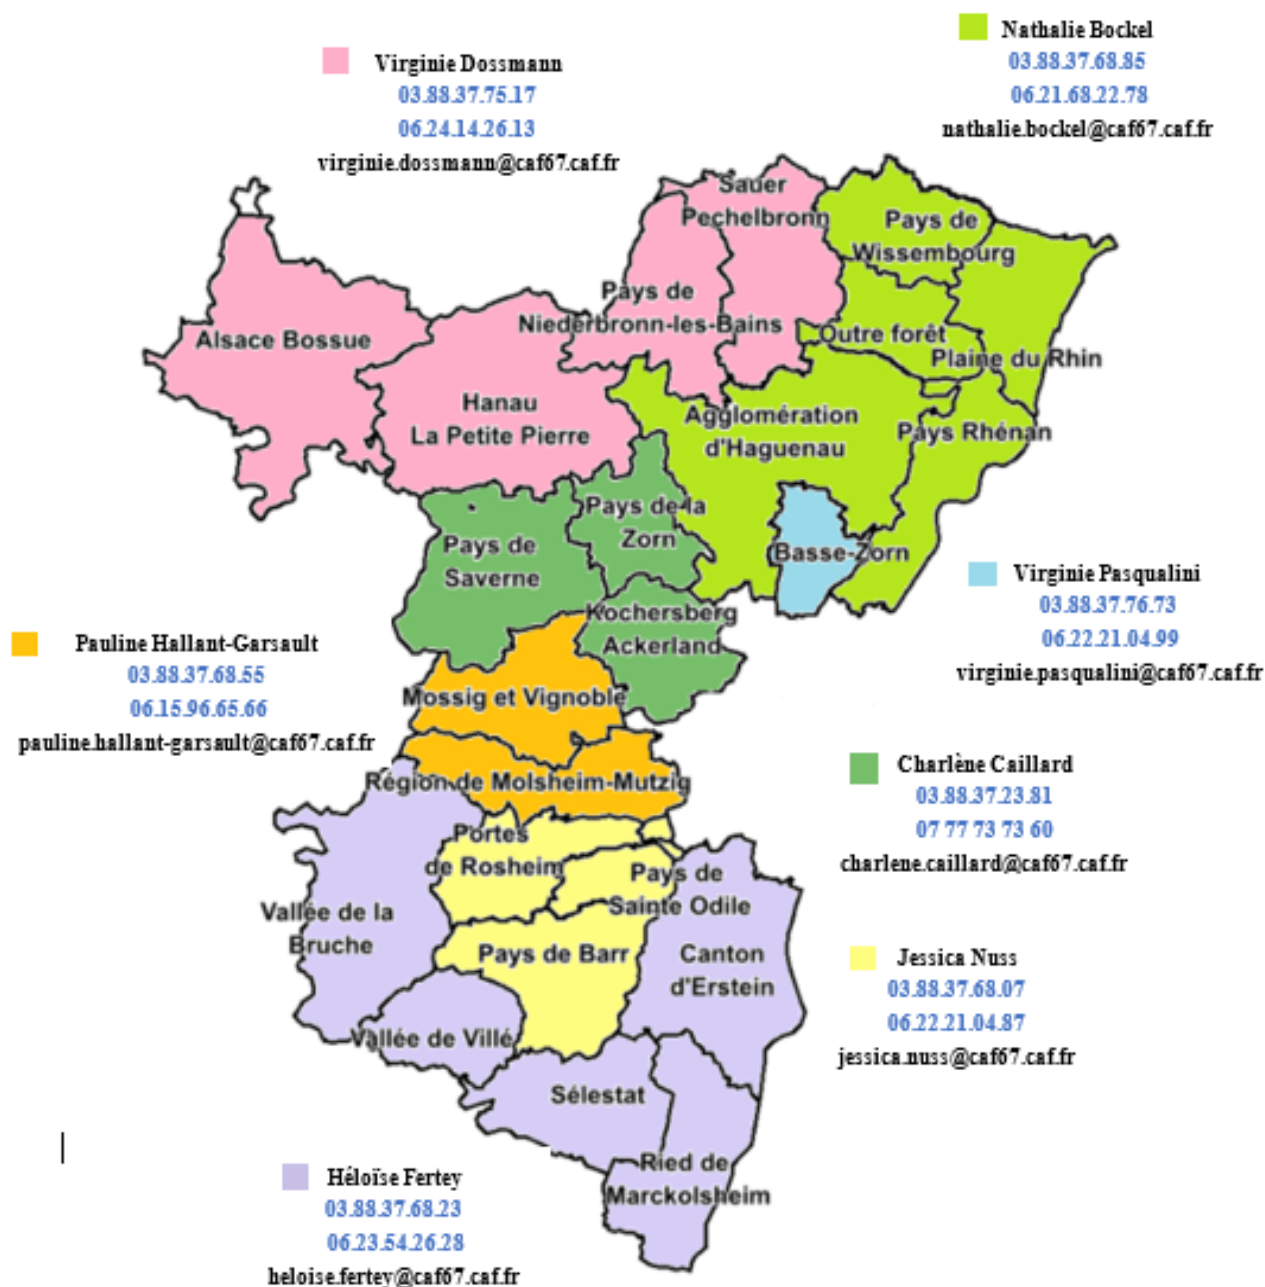 Nathalie Bockel
03.88.37.68.85
06.21.68.22.78
nathalie.bockel@caf67.caf.fr
Virginie Dossmann
03.88.37.75.17
06.24.14.26.13
virginie.dossmann@caf67.caf.fr
Sauer
Pechelbronn
Pays de
Wissembourg
Pays de
Niederbronn-les-Bains
Alsace Bossue
Outre forêt
Plaine du Rhin
Hanau
La Petite Pierre
Agglomération
d'Haguenau
Pays Rhénan
Pays de la
Zorn
Pays de
Saverne
Basse-Zorn
Virginie Pasqualini
03.88.37.76.73
06.22.21.04.99
virginie.pasqualini@caf67.caf.fr
Kochersberg
Ackerland
Pauline Hallant-Garsault
03.88.37.68.55
06.15.96.65.66
pauline.hallant-garsault@caf67.caf.fr
Mossig et Vignoble
Région de Molsheim-Mutzig
Charlène Caillard
03.88.37.23.81
07 77 73 73 60
charlene.caillard@caf67.caf.fr
Portes
de Rosheim
Pays de
Sainte Odile
Vallée de la
Bruche
Pays de Barr
Canton
d'Erstein
Jessica Nuss
03.88.37.68.07
06.22.21.04.87
jessica.nuss@caf67.caf.fr
Vallée de Villé
Sélestat
Ried de
Marckolsheim
Héloïse Fertey
03.88.37.68.23
06.23.54.26.28
heloise.fertey@caf67.caf.fr